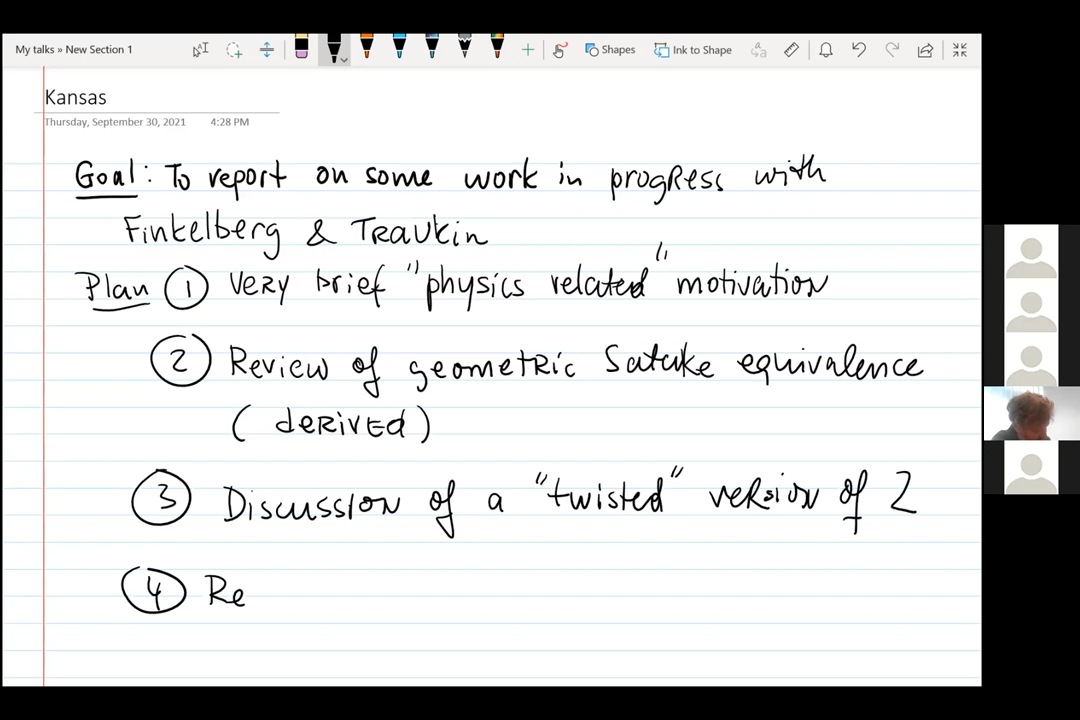 My talks » New Section 1
Shapes
Ink to Shape
Kansas
Thursday, September 30, 2021 4:28 PM
Goal: To report on some work in progress with
Finkelberg & Travkin
Plan ① Very brief "physics related" motivation
② Review of geometric Satake equivalence
(derived)
③ Discussion of a "twisted" version of 2
④ Re